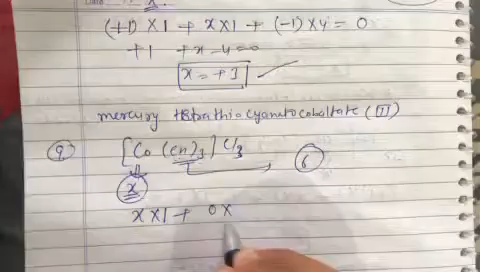 (+1) × 1 + x × 1 + (-1) × 4 = 0
+1 + x - 4 = 0
x = +3
mercury tetrathiocyanatocobaltate (II)
9) [Co (en)3] Cl3 6
x
x × 1 + 0 ×